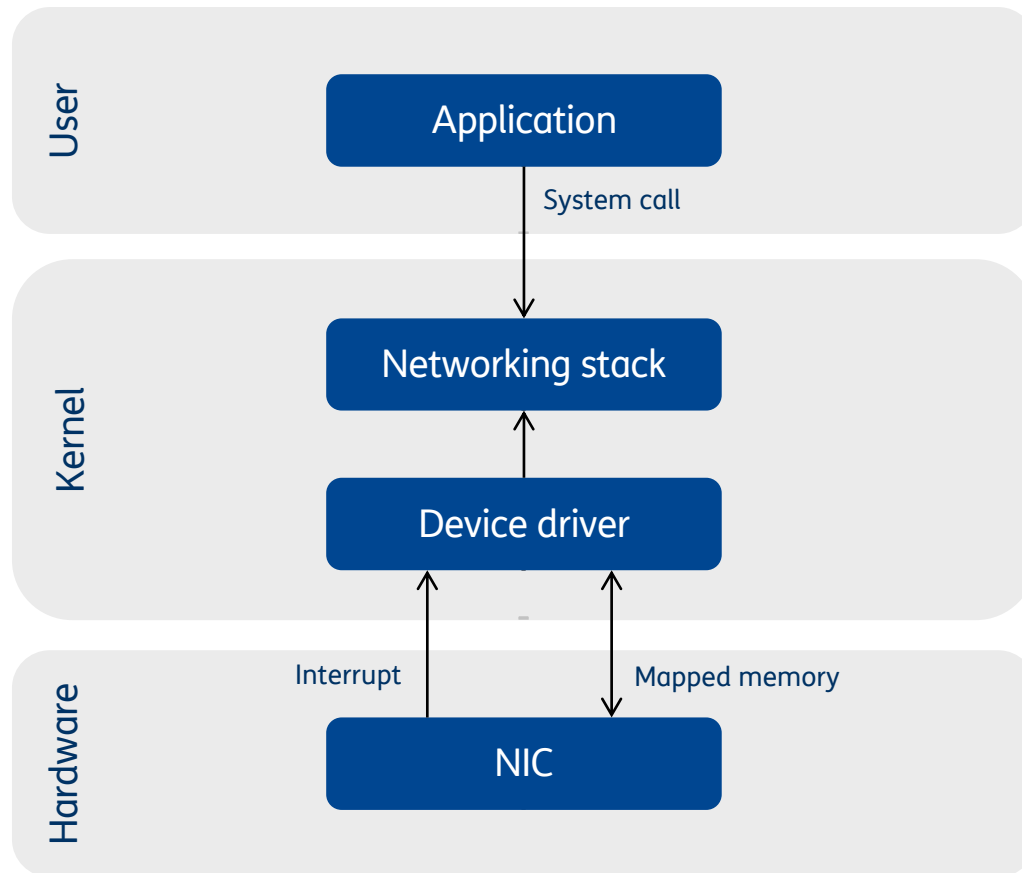 User
Application
System call
Kernel
Networking stack
Device driver
Interrupt
Mapped memory
Hardware
NIC